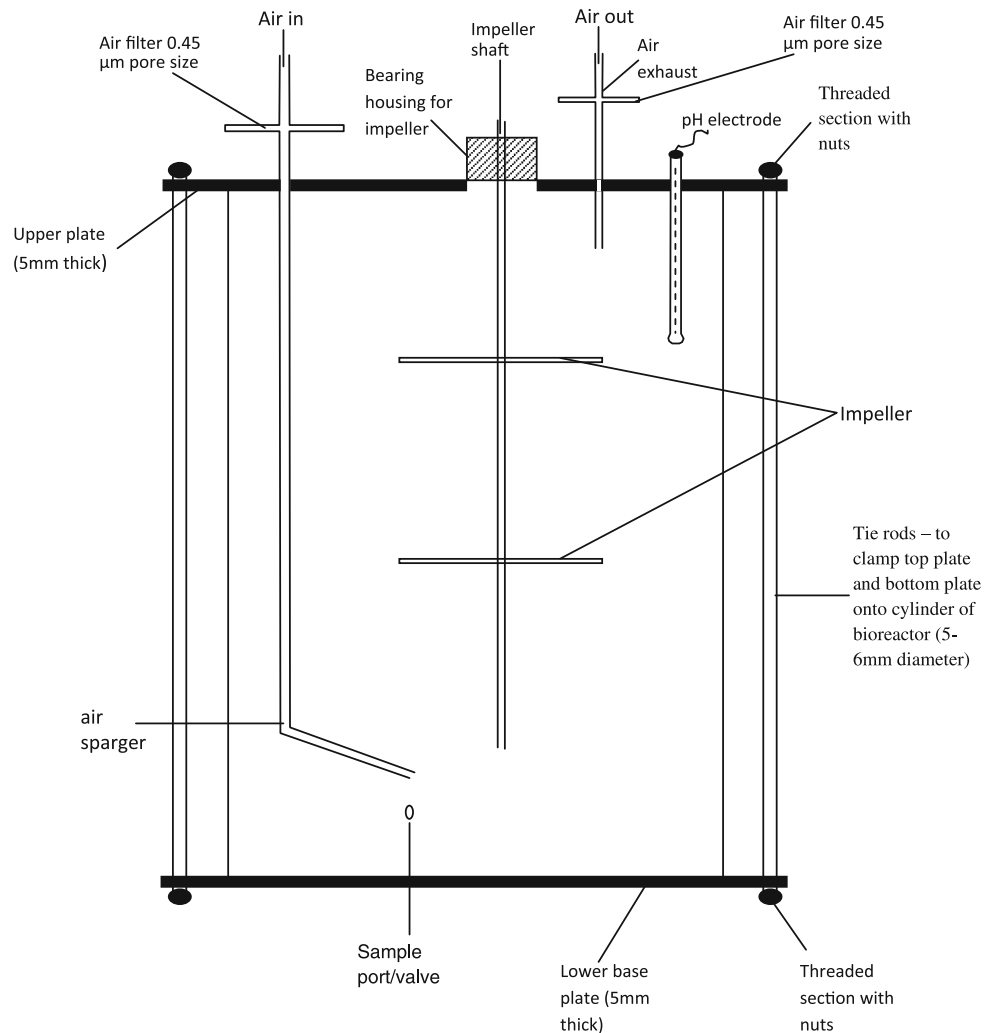 Air in
Air filter 0.45
µm pore size
Impeller
shaft
Bearing
housing for
impeller
Air out
Air
exhaust
Air filter 0.45
µm pore size
pH electrode
Threaded
section with
nuts
Upper plate
(5mm thick)
Impeller
Tie rods – to
clamp top plate
and bottom plate
onto cylinder of
bioreactor (5-
6mm diameter)
air
sparger
Sample
port/valve
Lower base
plate (5mm
thick)
Threaded
section with
nuts